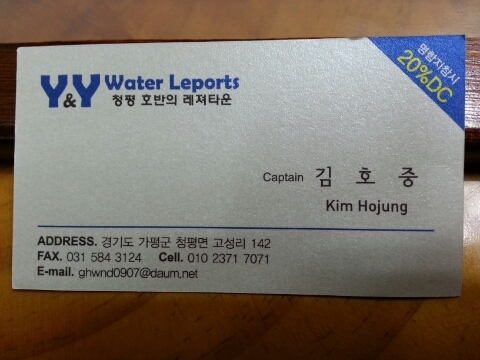 Y&Y Water Leports
청평 호반의 레져타운
명함지참시
20%DC
Captain 김 호 중
Kim Hojung
ADDRESS. 경기도 가평군 청평면 고성리 142
FAX. 031 584 3124 Cell. 010 2371 7071
E-mail. ghwnd0907@daum.net